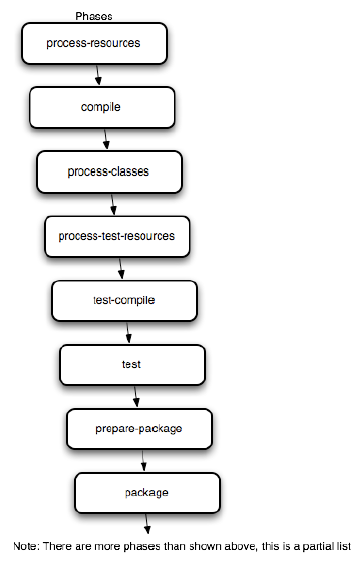 Phases
process-resources
compile
process-classes
process-test-resources
test-compile
test
prepare-package
package
Note: There are more phases than shown above, this is a partial list